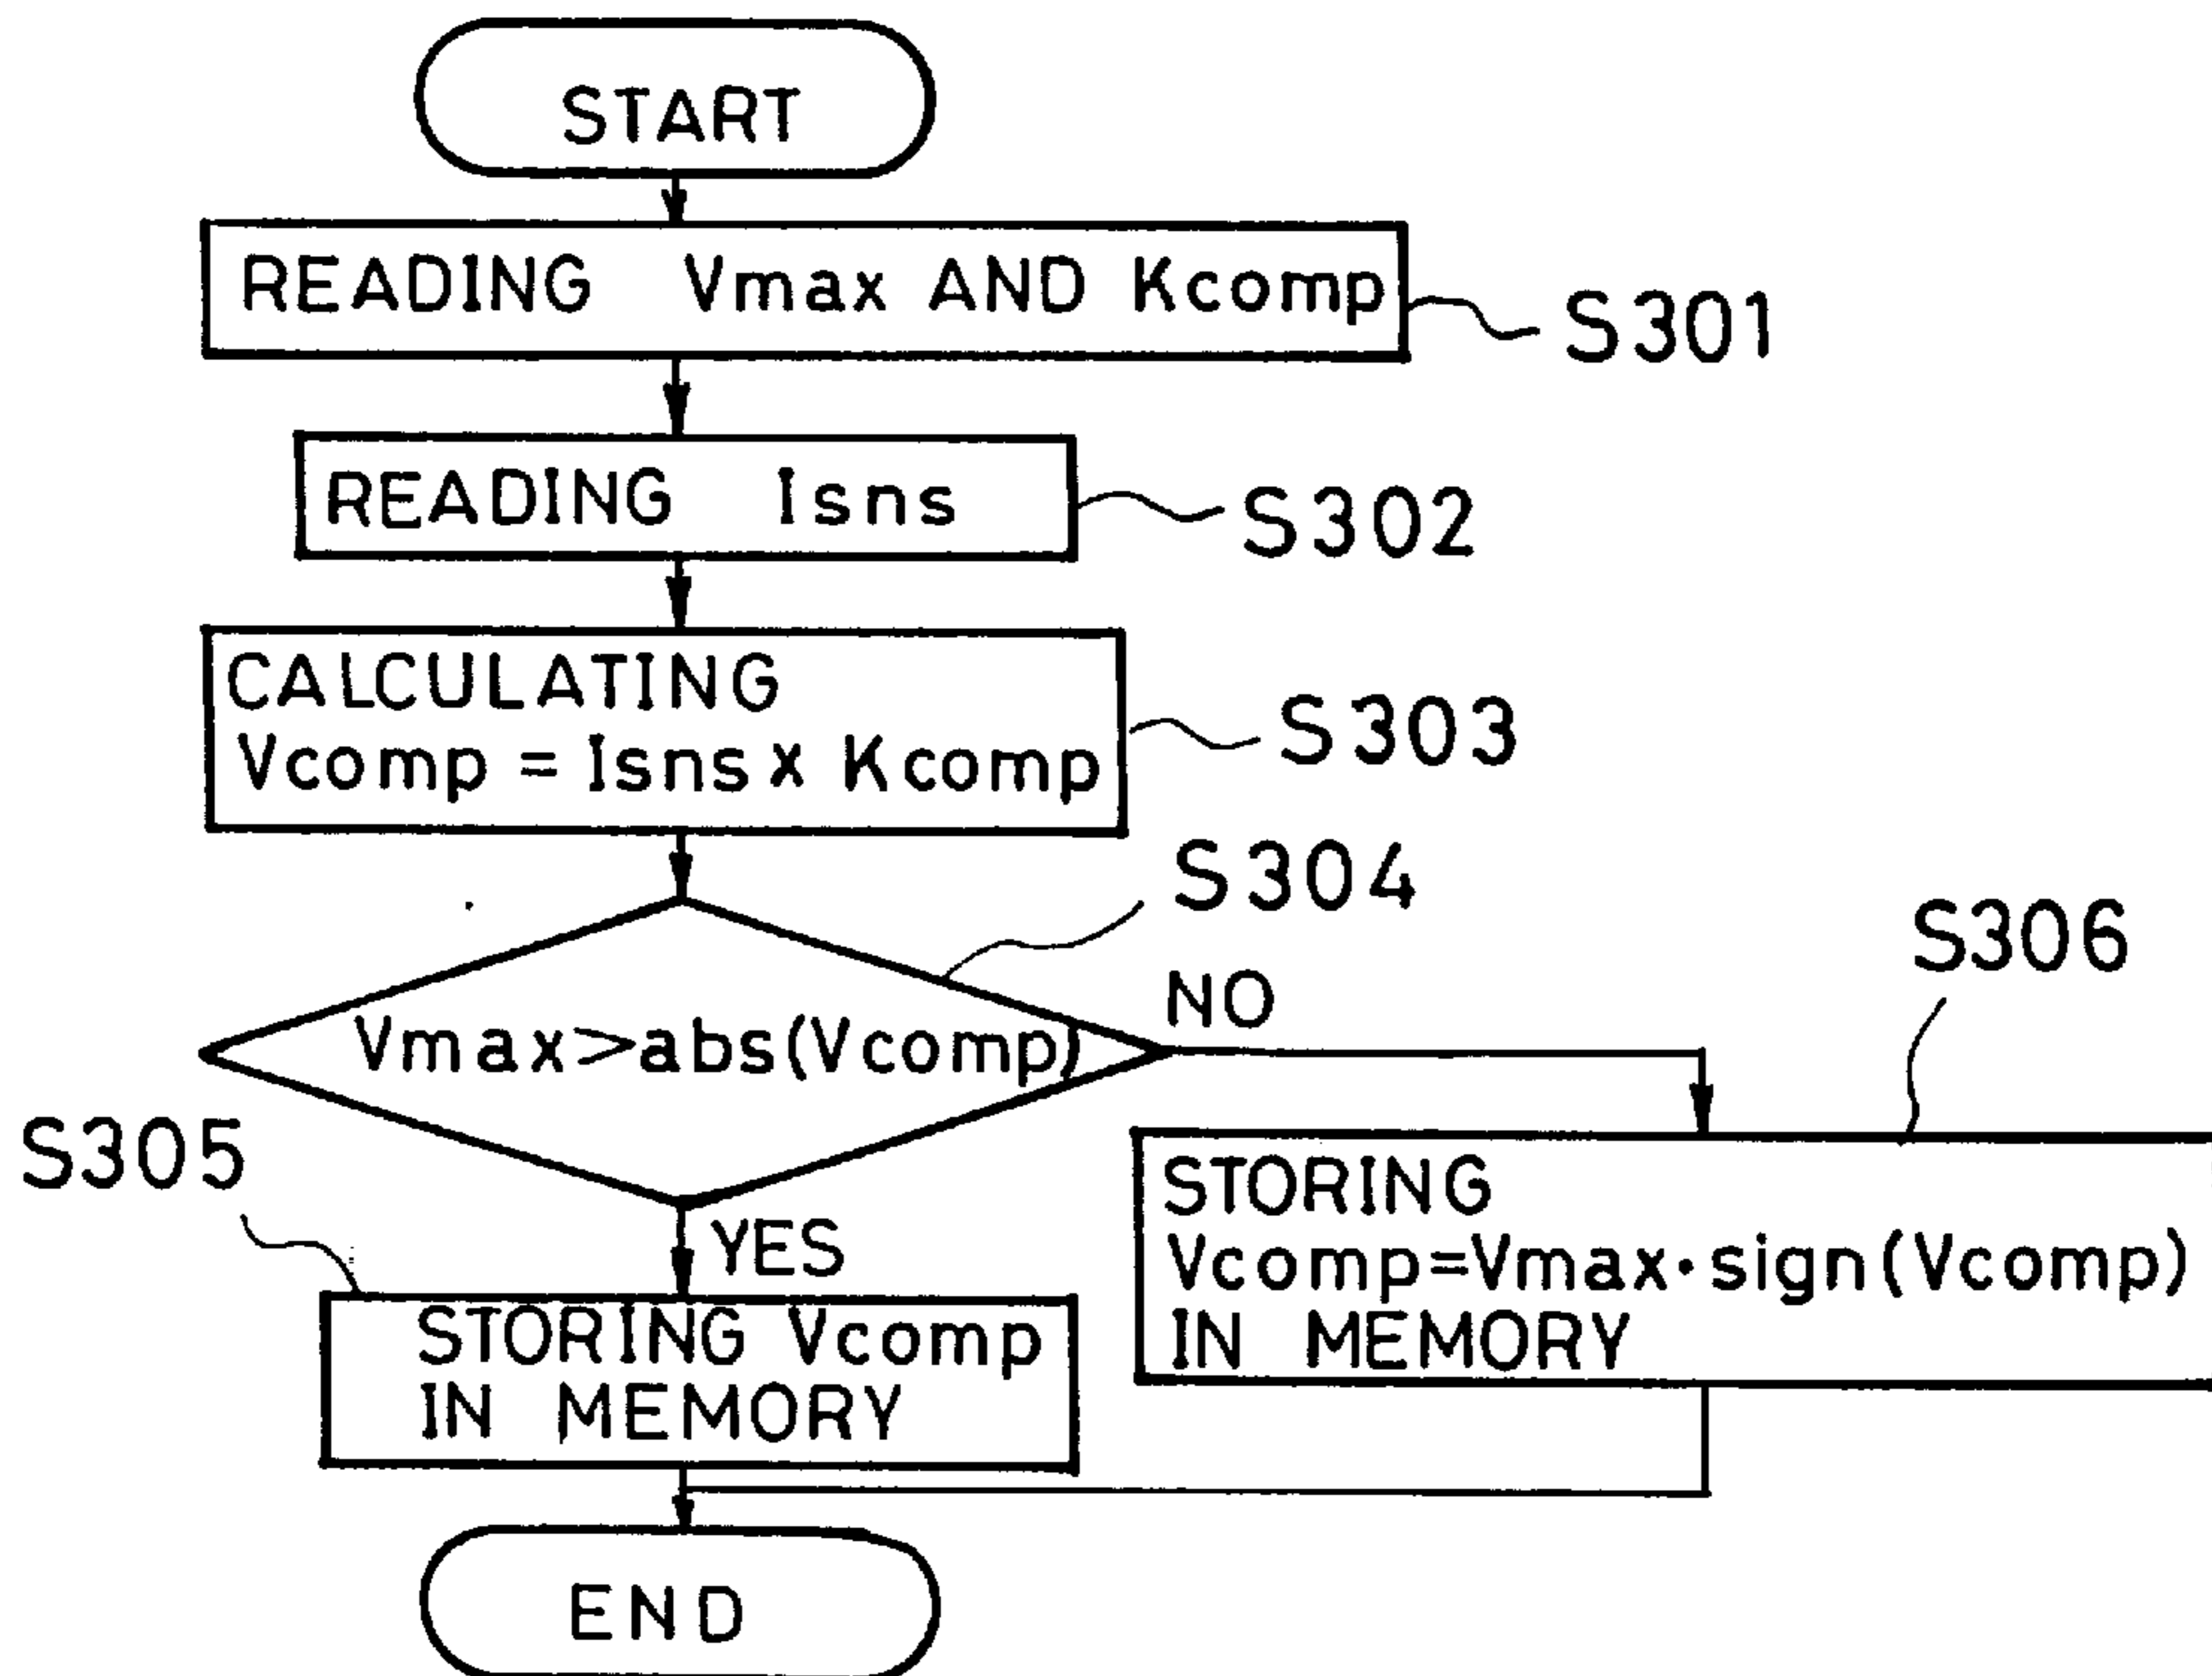 START
READING Vmax AND Kcomp
S301
READING Isns
S302
CALCULATING
Vcomp = Isns x Kcomp
S303
S304
Vmax>abs(Vcomp)
NO
S306
S305
YES
STORING
Vcomp=Vmax·sign(Vcomp)
IN MEMORY
STORING Vcomp
IN MEMORY
END